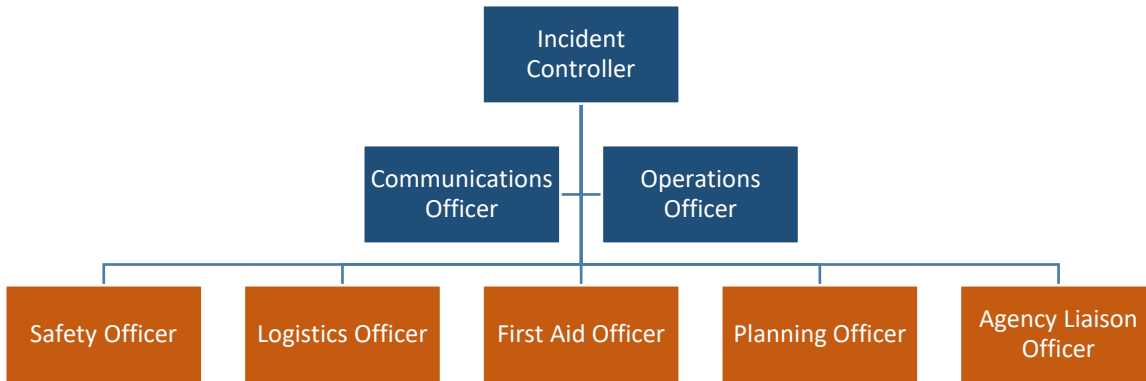 Incident
Controller
Communications
Officer
Operations
Officer
Safety Officer
Logistics Officer
First Aid Officer
Planning Officer
Agency Liaison
Officer